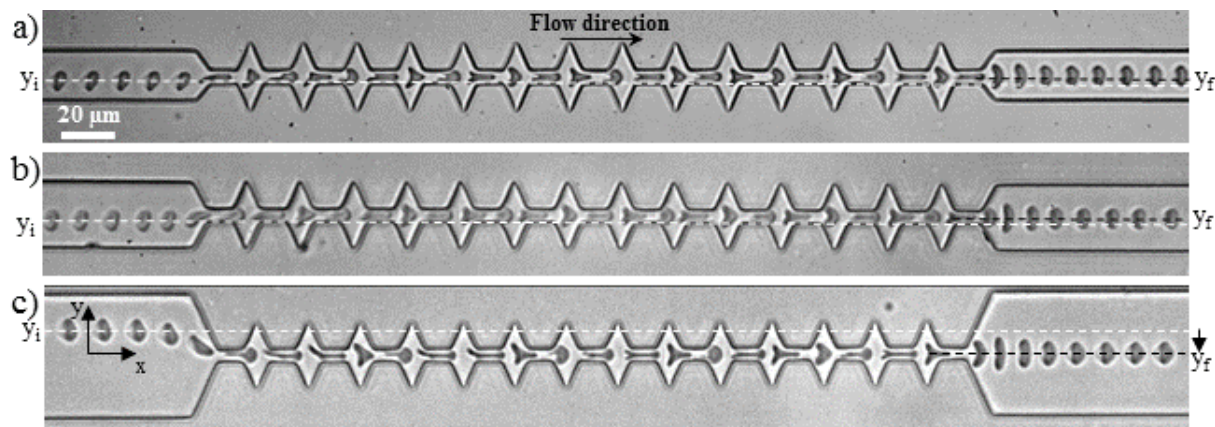 a)
Flow direction
yi
yf
20 μm
b)
yi
yf
c)
y
yi
x
yf